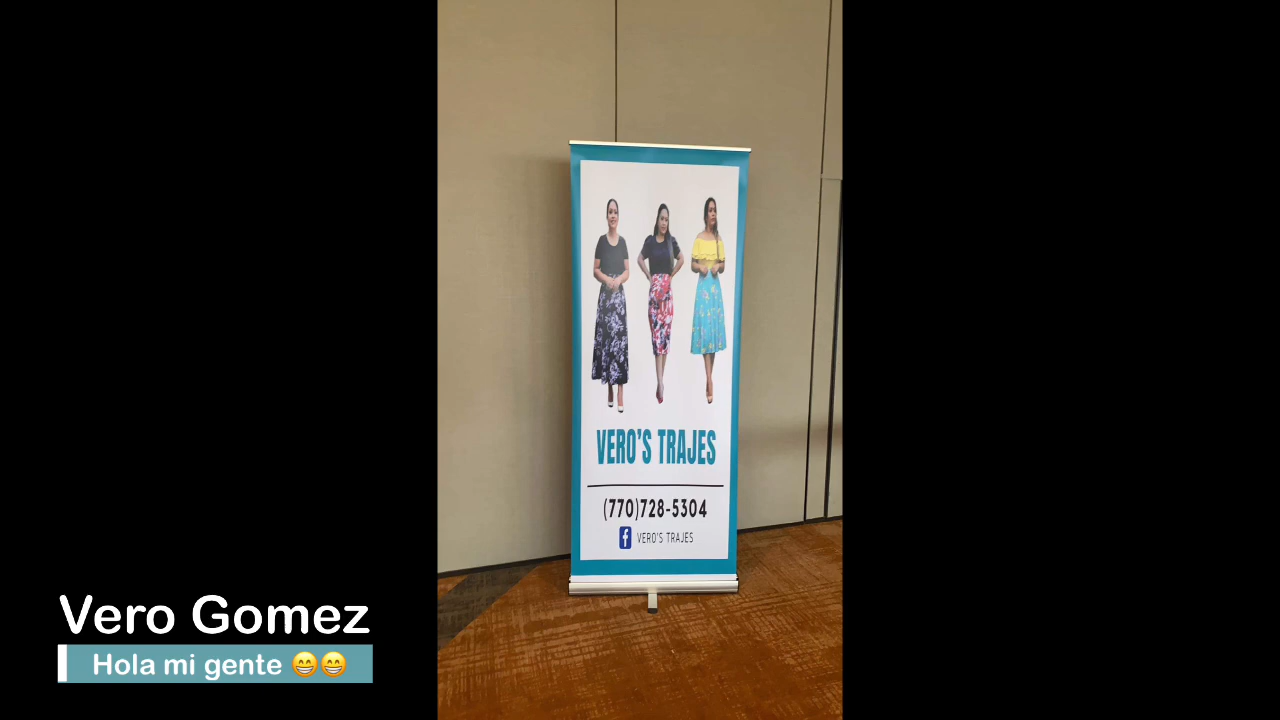 VERO'S TRAJES
(770)728-5304
f VERO'S TRAJES
Vero Gomez
Hola mi gente 😁😁